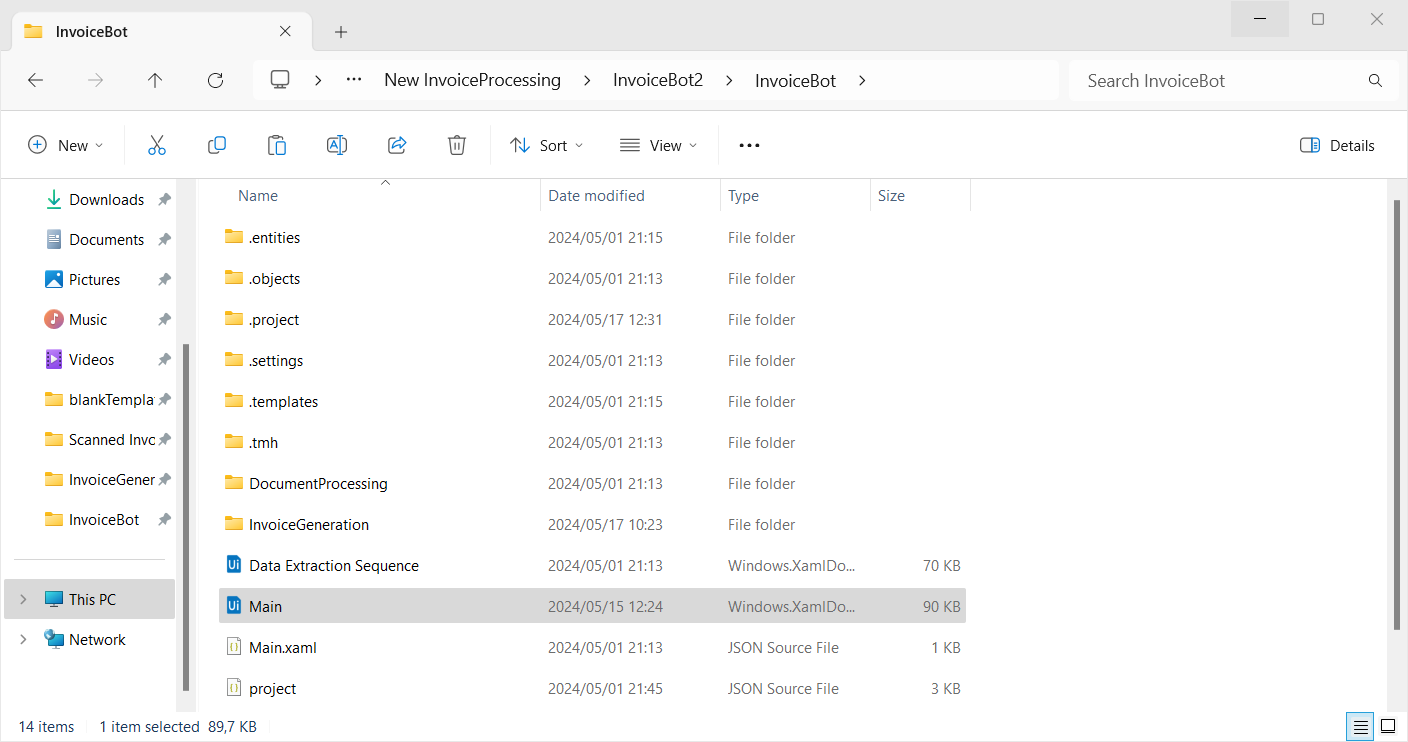 InvoiceBot
New InvoiceProcessing InvoiceBot2 InvoiceBot
Search InvoiceBot
New Sort View Details
Downloads
Documents
Pictures
Music
Videos
blankTempla
Scanned Invo
InvoiceGener
InvoiceBot
This PC
Network
Name Date modified Type Size
.entities 2024/05/01 21:15 File folder
.objects 2024/05/01 21:13 File folder
.project 2024/05/17 12:31 File folder
.settings 2024/05/01 21:13 File folder
.templates 2024/05/01 21:15 File folder
.tmh 2024/05/01 21:13 File folder
DocumentProcessing 2024/05/01 21:13 File folder
InvoiceGeneration 2024/05/17 10:23 File folder
Ui Data Extraction Sequence 2024/05/01 21:13 Windows.XamlDo... 70 KB
Ui Main 2024/05/15 12:24 Windows.XamlDo... 90 KB
Main.xaml 2024/05/01 21:13 JSON Source File 1 KB
project 2024/05/01 21:45 JSON Source File 3 KB
14 items 1 item selected 89,7 KB